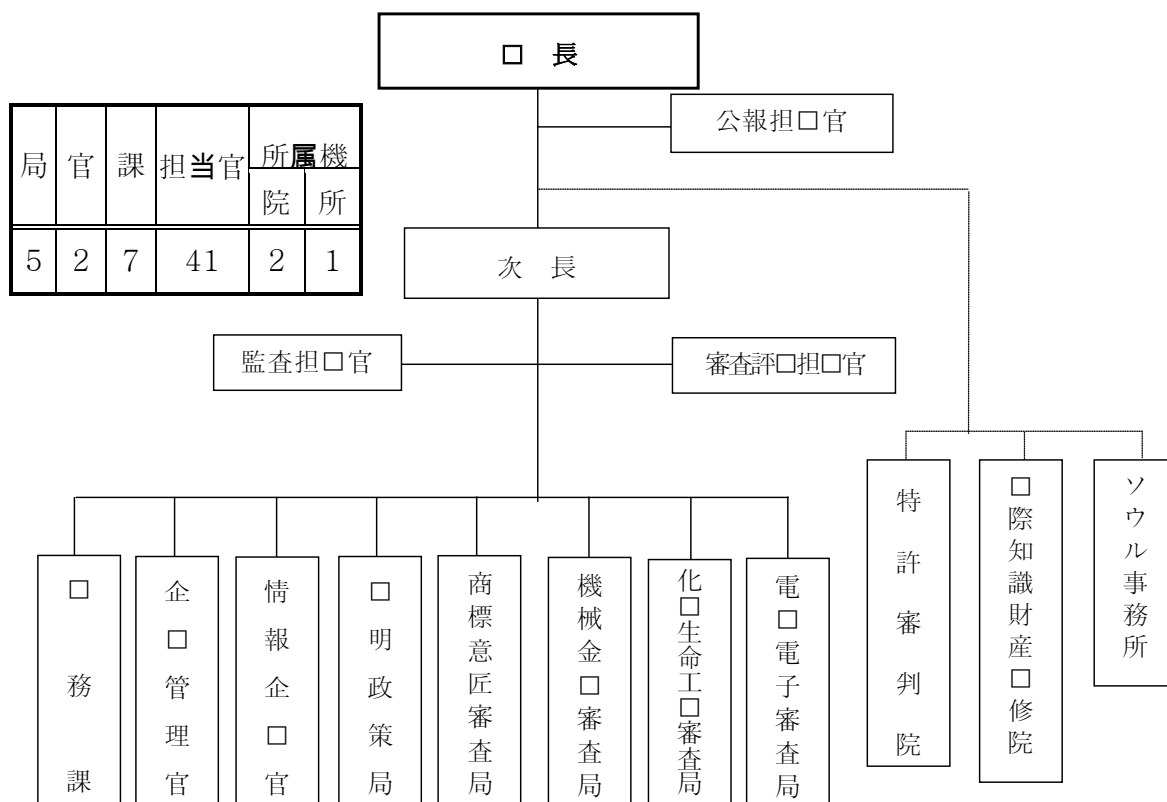 □ 長
公報担□官
局 官 課 担当官 所属機
院 所
5 2 7 41 2 1
次 長
監査担□官
審査評□担□官
□務課
企□管理官
情報企□官
□明政策局
商標意匠審査局
機械金□審査局
化□生命工□審査局
電□電子審査局
特許審判院
□際知識財産□修院
ソウル事務所